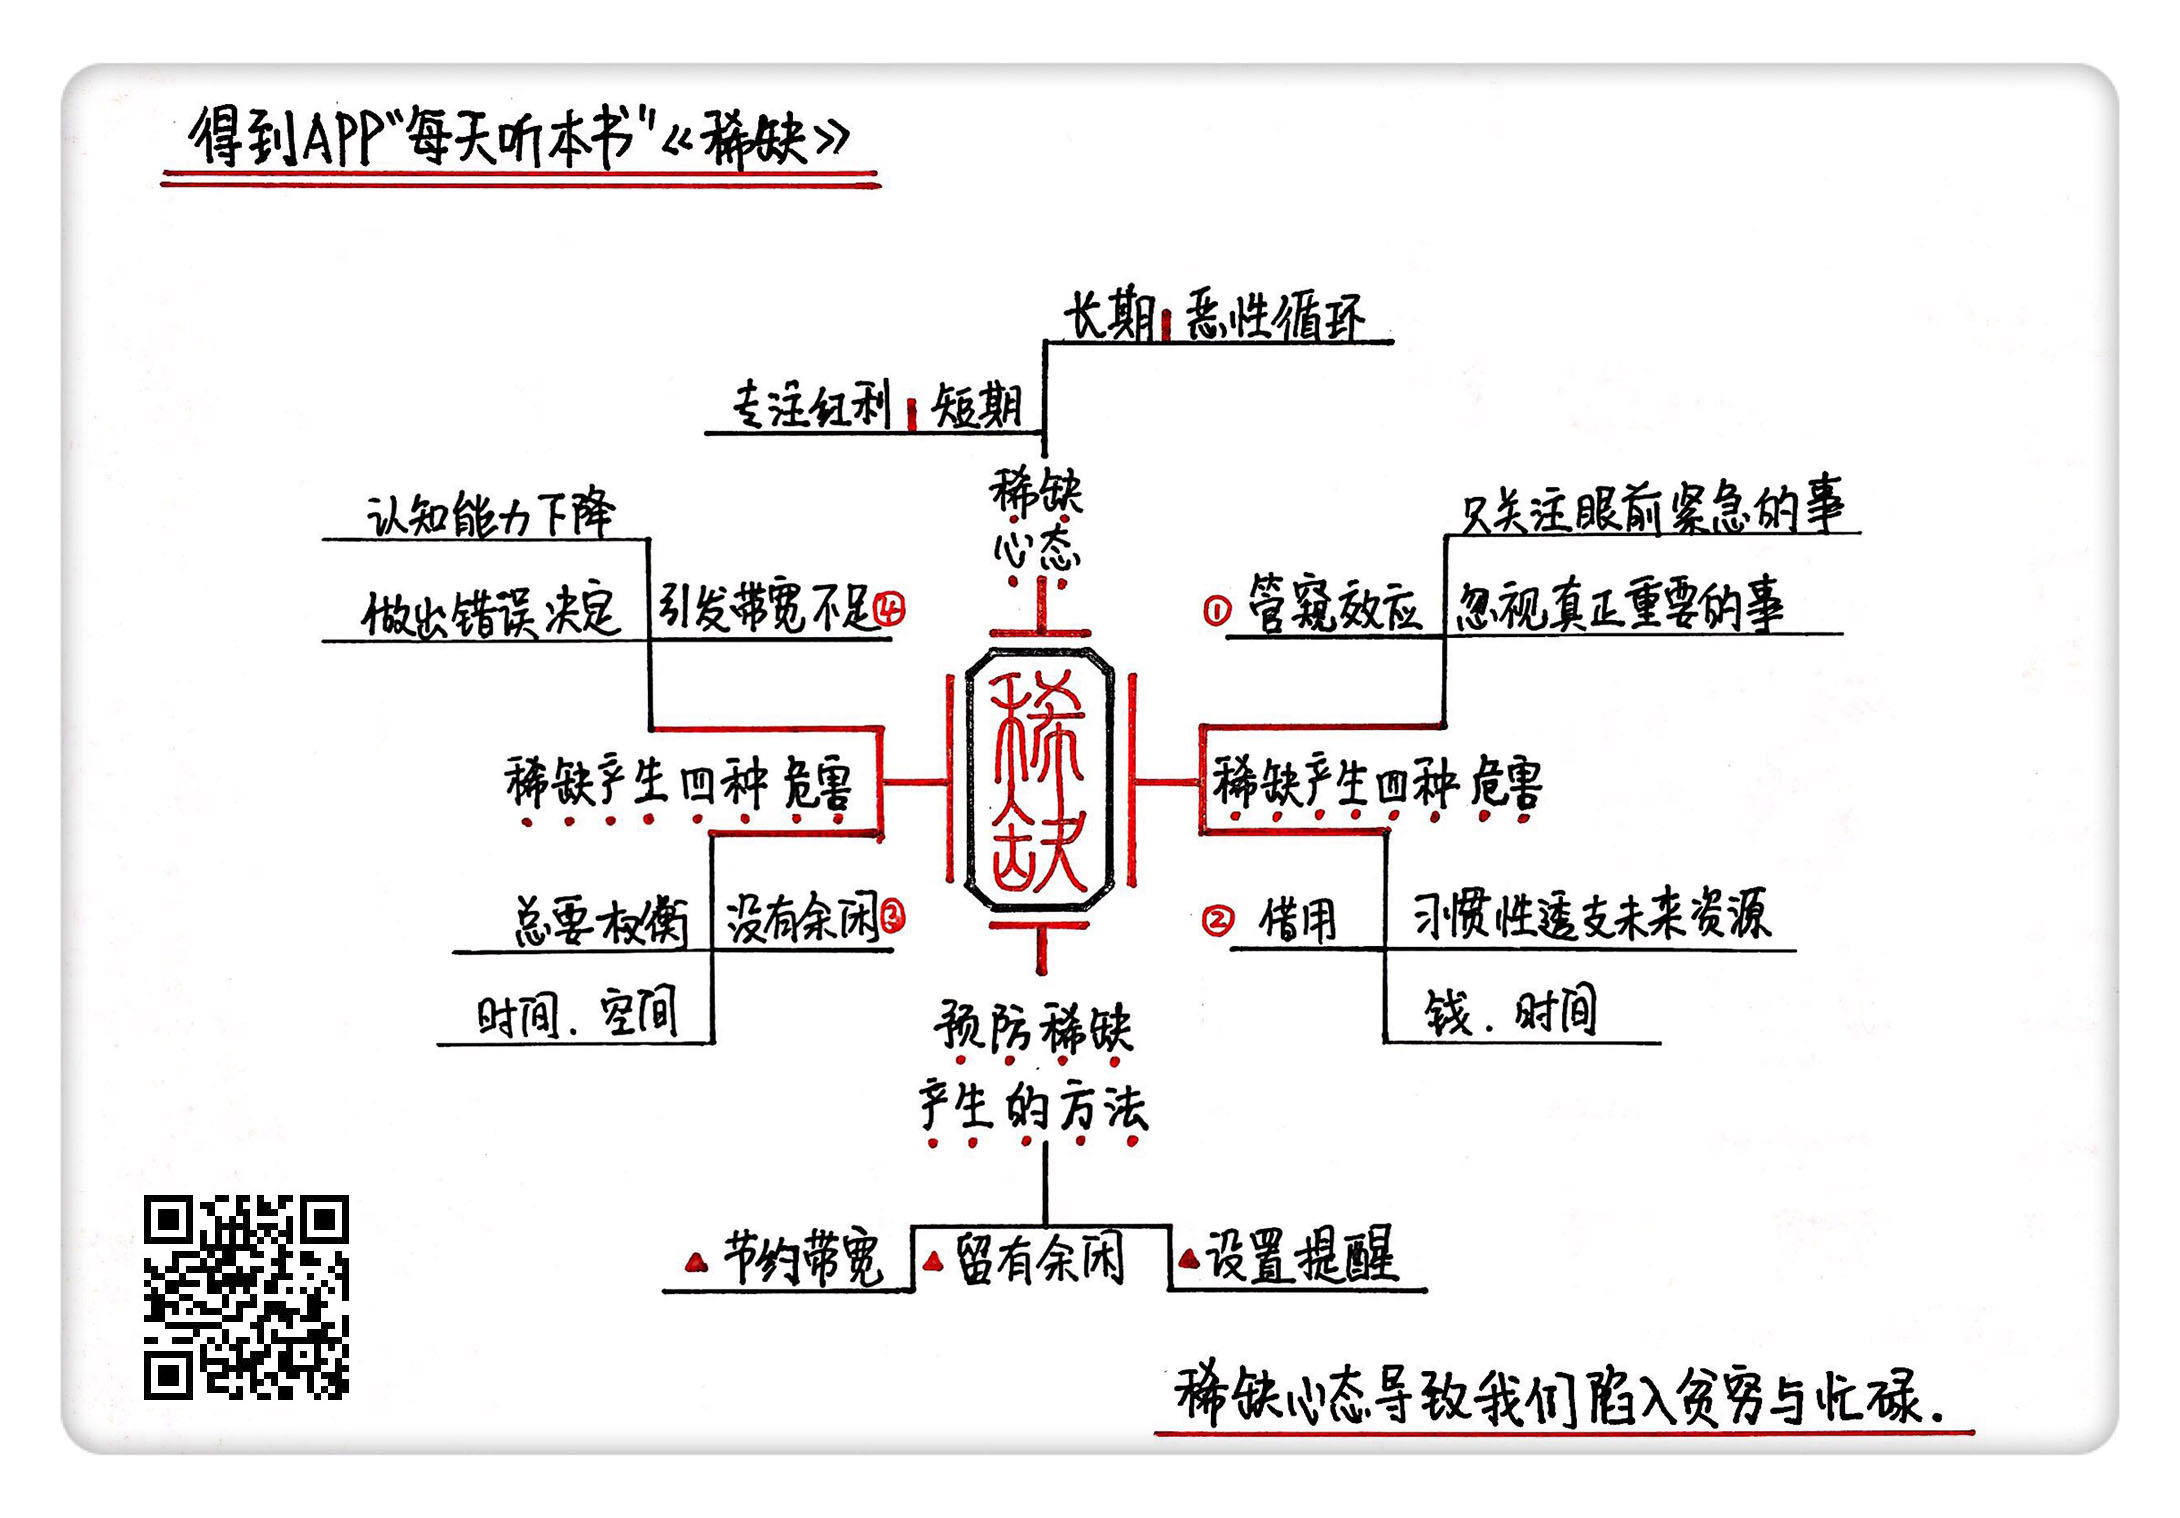 得到APP“每天听本书”《稀缺》
长期 恶性循环
专注红利 短期
稀缺
心态
认知能力下降
做出错误决定
引发带宽不足④
稀缺产生四种危害
总要权衡
没有余闲③
时间.空间
稀缺
只关注眼前紧急的事
①管窥效应
忽视真正重要的事
稀缺产生四种危害
②借用
习惯性透支未来资源
钱.时间
预防稀缺
产生的方法
▲节约带宽
▲留有余闲
▲设置提醒
稀缺心态导致我们陷入贫穷与忙碌.